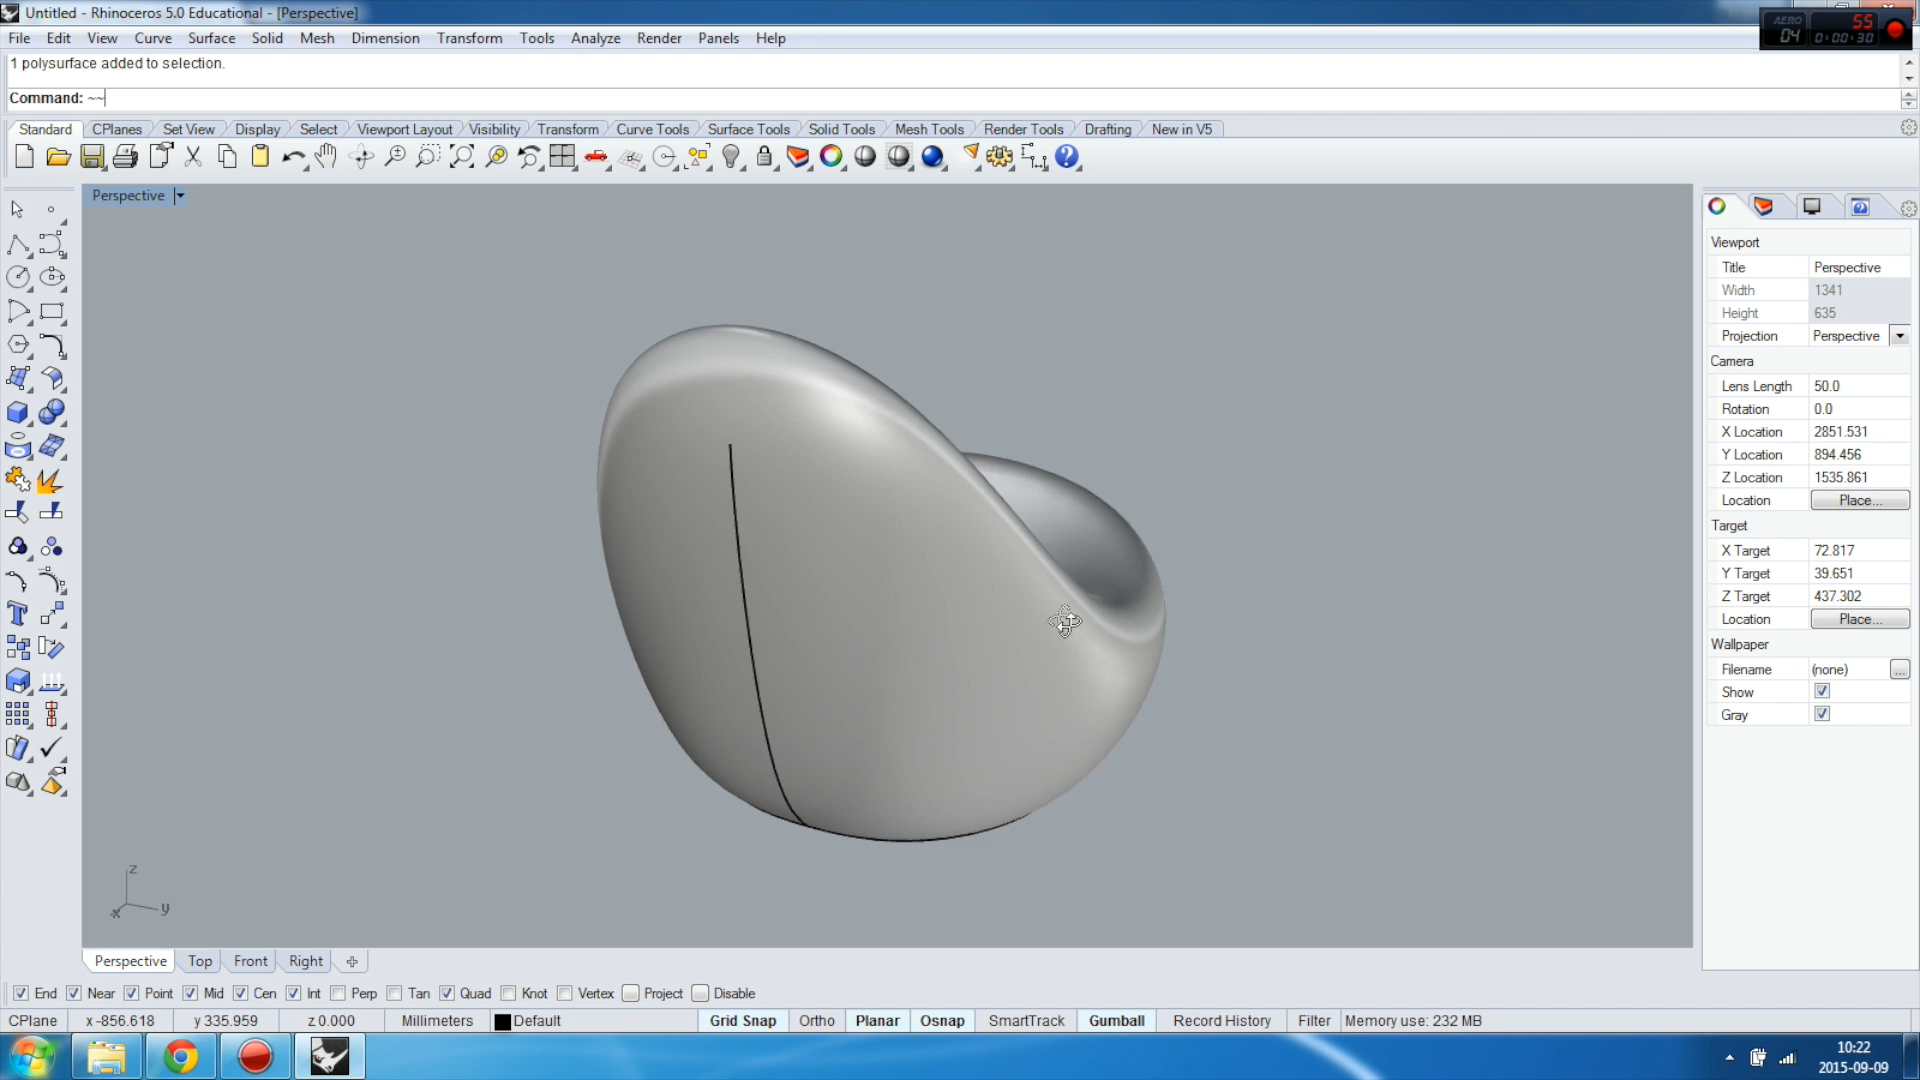 Untitled - Rhinoceros 5.0 Educational - [Perspective]
AERO 04 55 0:00:30
File Edit View Curve Surface Solid Mesh Dimension Transform Tools Analyze Render Panels Help
1 polysurface added to selection.
Command: ~~
Standard CPlanes Set View Display Select Viewport Layout Visibility Transform Curve Tools Surface Tools Solid Tools Mesh Tools Render Tools Drafting New in V5
Perspective
Viewport
Title Perspective
Width 1341
Height 635
Projection Perspective
Camera
Lens Length 50.0
Rotation 0.0
X Location 2851.531
Y Location 894.456
Z Location 1535.861
Location Place...
Target
X Target 72.817
Y Target 39.651
Z Target 437.302
Location Place...
Wallpaper
Filename (none) ...
Show
Gray
z
x y
Perspective Top Front Right
End Near Point Mid Cen Int Perp Tan Quad Knot Vertex Project Disable
CPlane x -856.618 y 335.959 z 0.000 Millimeters Default Grid Snap Ortho Planar Osnap SmartTrack Gumball Record History Filter Memory use: 232 MB
10:22
2015-09-09